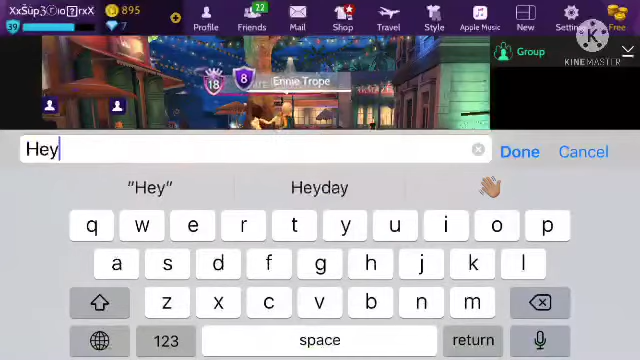 895
39
7
22
Profile
Friends
Mail
Shop
Travel
Style
Apple Music
New
Free
Group
KINEMASTER
18
8
Ennie Trope
Hey
Done
Cancel
"Hey"
Heyday
q w e r t y u i o p
a s d f g h j k l
z x c v b n m
123
space
return